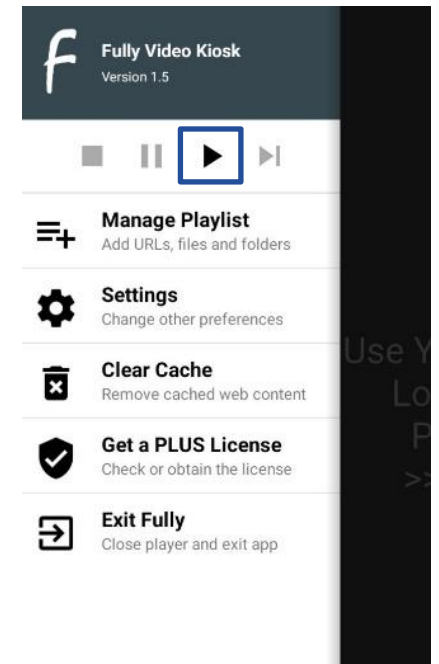 Fully Video Kiosk
Version 1.5
Manage Playlist
Add URLs, files and folders
Settings
Change other preferences
Clear Cache
Remove cached web content
Get a PLUS License
Check or obtain the license
Exit Fully
Close player and exit app
Use Y
Lo
P
>>